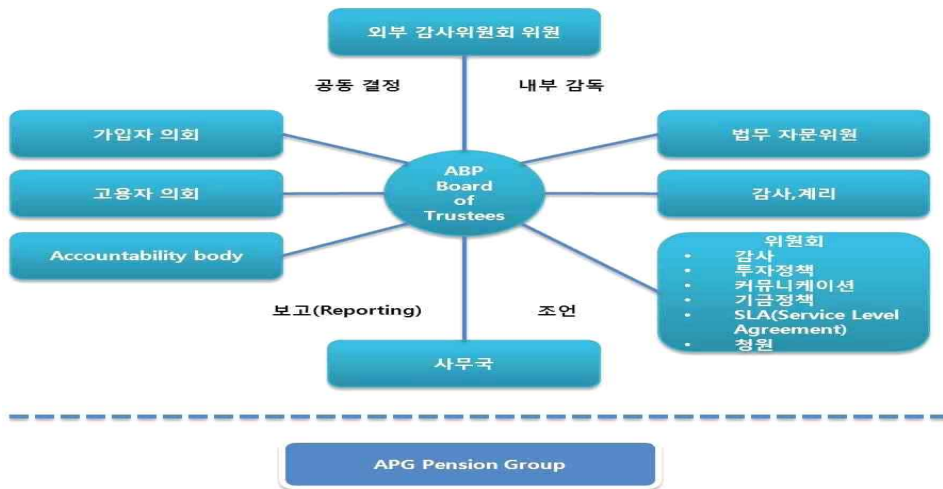 외부 감사위원회 위원
공동 결정
내부 감독
가입자 의회
법무 자문위원
고용자 의회
ABP
Board
of
Trustees
감사,계리
Accountability body
위원회
• 감사
• 투자정책
• 커뮤니케이션
• 기금정책
• SLA(Service Level
Agreement)
• 청원
보고(Reporting)
조언
사무국
APG Pension Group